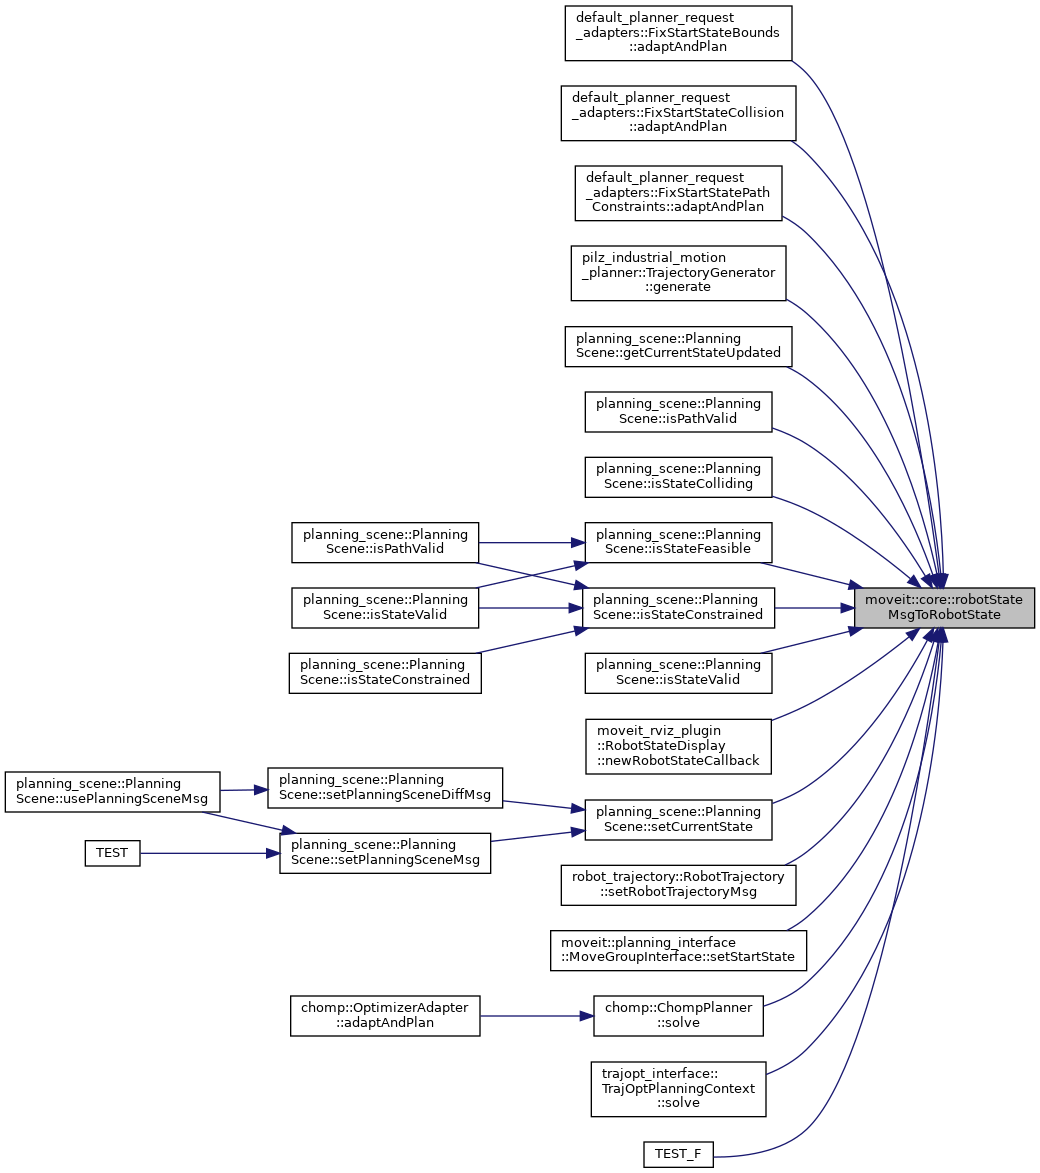 default_planner_request
_adapters::FixStartStateBounds
::adaptAndPlan
default_planner_request
_adapters::FixStartStateCollision
::adaptAndPlan
default_planner_request
_adapters::FixStartStatePath
Constraints::adaptAndPlan
pilz_industrial_motion
_planner::TrajectoryGenerator
::generate
planning_scene::Planning
Scene::getCurrentStateUpdated
planning_scene::Planning
Scene::isPathValid
planning_scene::Planning
Scene::isStateColliding
planning_scene::Planning
Scene::isPathValid
planning_scene::Planning
Scene::isStateFeasible
planning_scene::Planning
Scene::isStateValid
planning_scene::Planning
Scene::isStateConstrained
moveit::core::robotState
MsgToRobotState
planning_scene::Planning
Scene::isStateConstrained
planning_scene::Planning
Scene::isStateValid
moveit_rviz_plugin
::RobotStateDisplay
::newRobotStateCallback
planning_scene::Planning
Scene::usePlanningSceneMsg
planning_scene::Planning
Scene::setPlanningSceneDiffMsg
planning_scene::Planning
Scene::setCurrentState
TEST
planning_scene::Planning
Scene::setPlanningSceneMsg
robot_trajectory::RobotTrajectory
::setRobotTrajectoryMsg
moveit::planning_interface
::MoveGroupInterface::setStartState
chomp::OptimizerAdapter
::adaptAndPlan
chomp::ChompPlanner
::solve
trajopt_interface::
TrajOptPlanningContext
::solve
TEST_F